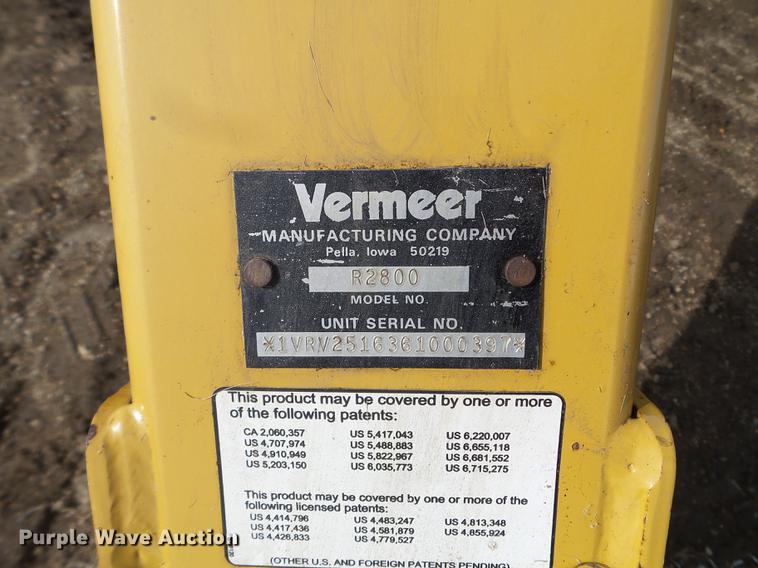 Vermeer
MANUFACTURING COMPANY
Pella, Iowa 50219
R2800
MODEL NO.
UNIT SERIAL NO.
*1VRV2516361000397*
This product may be covered by one or more
of the following patents:
CA 2,060,357 US 5,417,043 US 6,220,007
US 4,707,974 US 5,488,883 US 6,655,118
US 4,910,949 US 5,822,967 US 6,681,552
US 5,203,150 US 6,035,773 US 6,715,275
This product may be covered by one or more of the
following licensed patents:
US 4,414,796 US 4,483,247 US 4,813,348
US 4,417,436 US 4,581,879 US 4,855,924
US 4,426,833 US 4,779,527
(OTHER U.S. AND FOREIGN PATENTS PENDING)
Purple Wave Auction